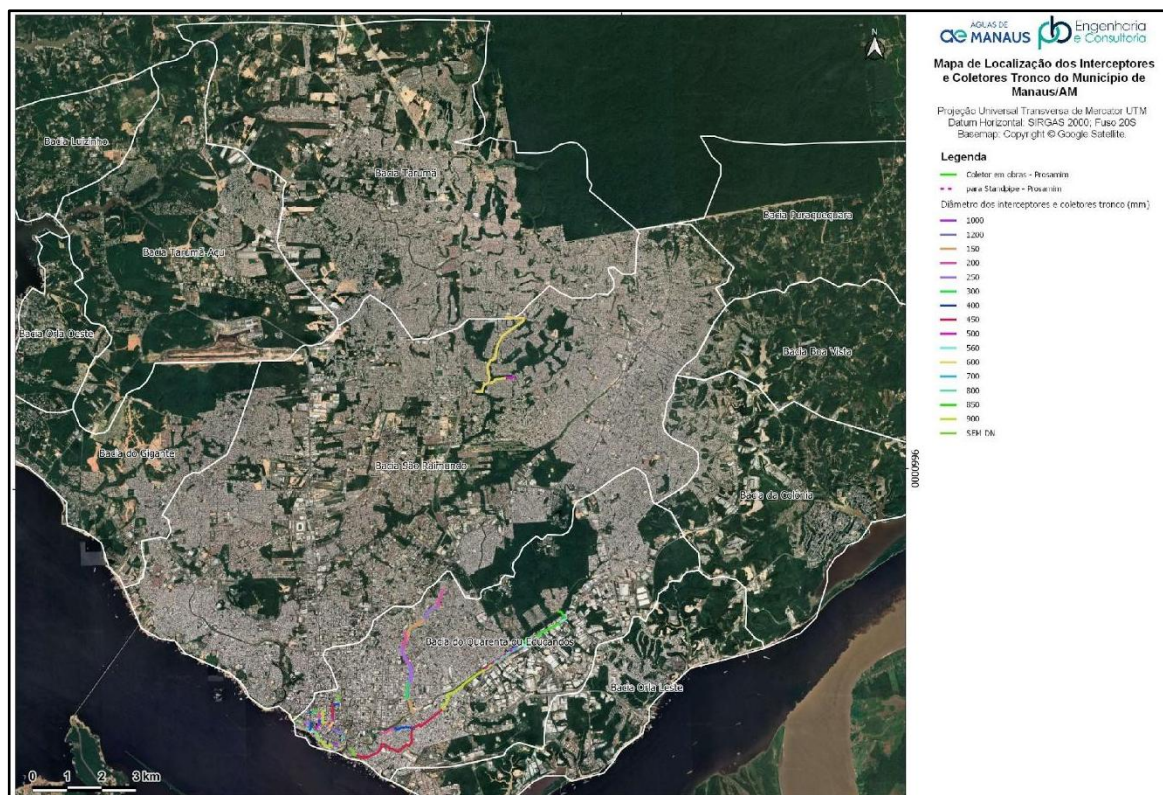 AGUAS DE
MANAUS
Engenharia
e Consultoria
Mapa de Localização dos Interceptores
e Coletores Tronco do Município de
Manaus/AM
Projeção Universal Transversa de Mercator UTM
Datum Horizontal: SIRGAS 2000; Fuso 20S
Basemap: Copyright © Google Satellite.
Legenda
Coletor em obras - Prosamim
para Standpipe - Prosamim
Diâmetro dos interceptores e coletores tronco (mm)
1000
1200
150
200
250
300
400
450
500
560
600
700
800
850
900
SEM DN
N
Bacia Luizinho
Bacia Tarumã
Bacia Puraquequara
Bacia Tarumã-Açu
Bacia Orla Oeste
Bacia Boa Vista
Bacia do Gigante
Bacia São Raimundo
9660000
Bacia da Colônia
Bacia do Quarenta ou Educandos
Bacia Orla Leste
0 1 2 3 km